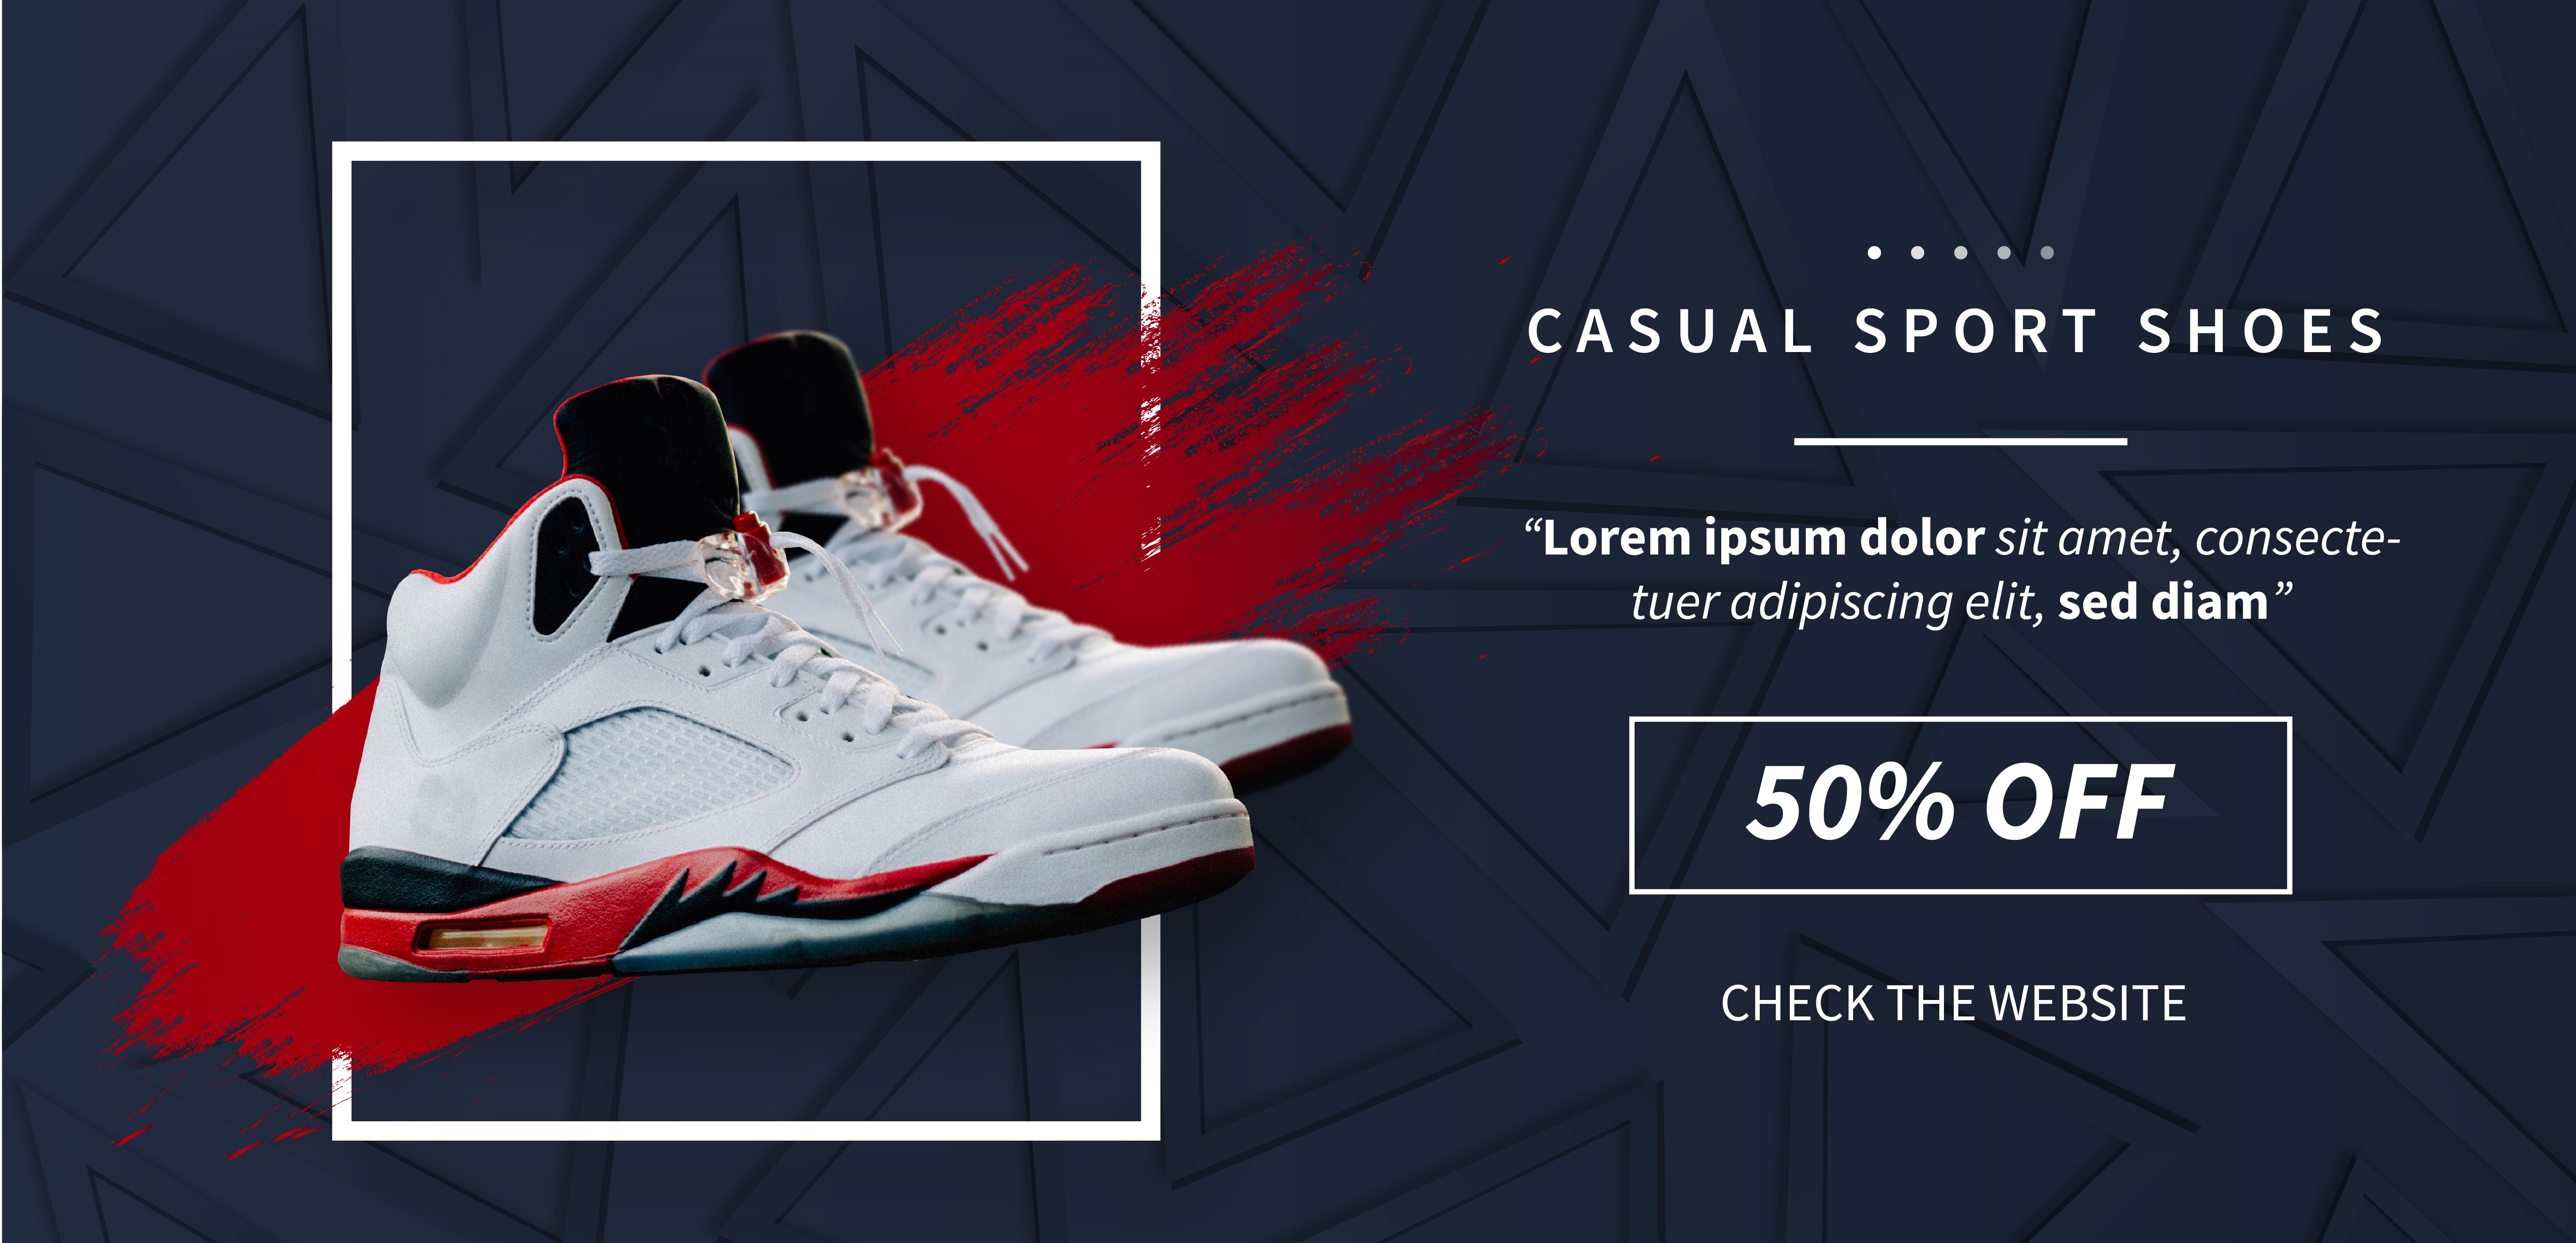 CASUAL SPORT SHOES
“Lorem ipsum dolor sit amet, consecte-
tuer adipiscing elit, sed diam”
50% OFF
CHECK THE WEBSITE